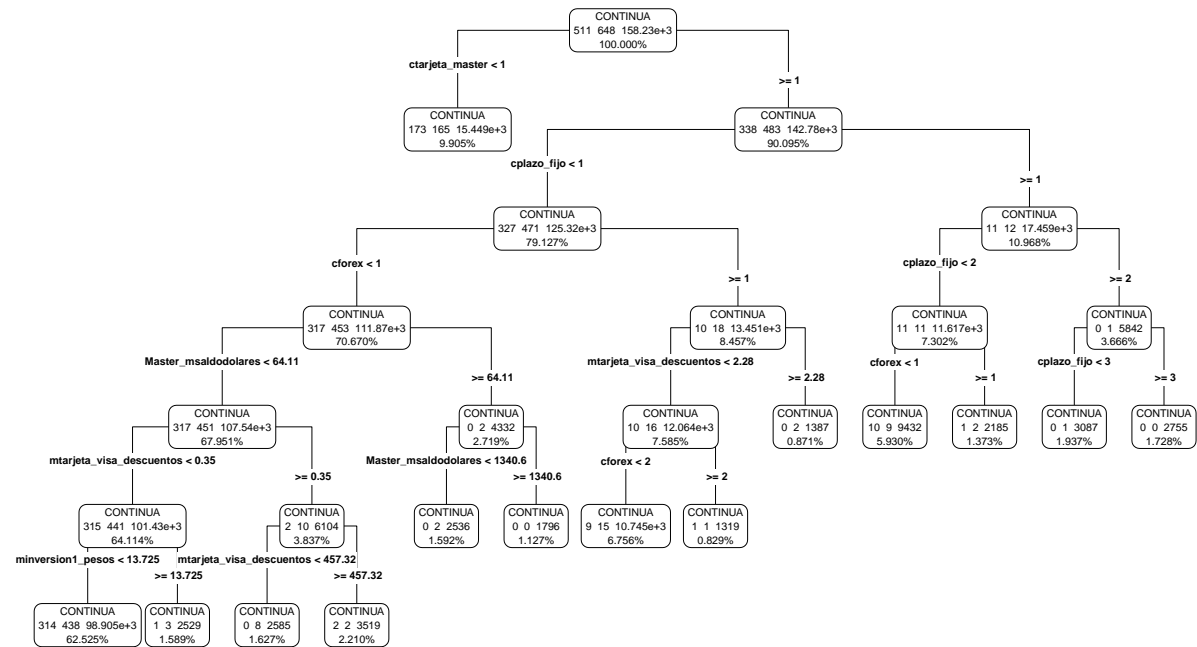 CONTINUA
511 648 158.23e+3
100.000%
ctarjeta_master < 1
>= 1
CONTINUA
173 165 15.449e+3
9.905%
CONTINUA
338 483 142.78e+3
90.095%
cplazo_fijo < 1
>= 1
CONTINUA
327 471 125.32e+3
79.127%
CONTINUA
11 12 17.459e+3
10.968%
cforex < 1
>= 1
cplazo_fijo < 2
>= 2
CONTINUA
317 453 111.87e+3
70.670%
CONTINUA
10 18 13.451e+3
8.457%
CONTINUA
11 11 11.617e+3
7.302%
CONTINUA
0 1 5842
3.666%
Master_msaldodolares < 64.11
>= 64.11
mtarjeta_visa_descuentos < 2.28
>= 2.28
cforex < 1
>= 1
cplazo_fijo < 3
>= 3
CONTINUA
317 451 107.54e+3
67.951%
CONTINUA
0 2 4332
2.719%
CONTINUA
10 16 12.064e+3
7.585%
CONTINUA
0 2 1387
0.871%
CONTINUA
10 9 9432
5.930%
CONTINUA
1 2 2185
1.373%
CONTINUA
0 1 3087
1.937%
CONTINUA
0 0 2755
1.728%
mtarjeta_visa_descuentos < 0.35
>= 0.35
Master_msaldodolares < 1340.6
>= 1340.6
cforex < 2
>= 2
CONTINUA
315 441 101.43e+3
64.114%
CONTINUA
2 10 6104
3.837%
CONTINUA
0 2 2536
1.592%
CONTINUA
0 0 1796
1.127%
CONTINUA
9 15 10.745e+3
6.756%
CONTINUA
1 1 1319
0.829%
minversion1_pesos < 13.725
>= 13.725
mtarjeta_visa_descuentos < 457.32
>= 457.32
CONTINUA
314 438 98.905e+3
62.525%
CONTINUA
1 3 2529
1.589%
CONTINUA
0 8 2585
1.627%
CONTINUA
2 2 3519
2.210%